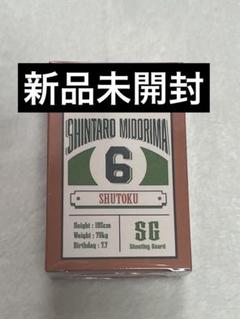 新品未開封
SHINTARO MIDORIMA
6
SHUTOKU
Height : 195cm
Weight : 79kg
Birthday : 7.7
SG
Shooting Guard